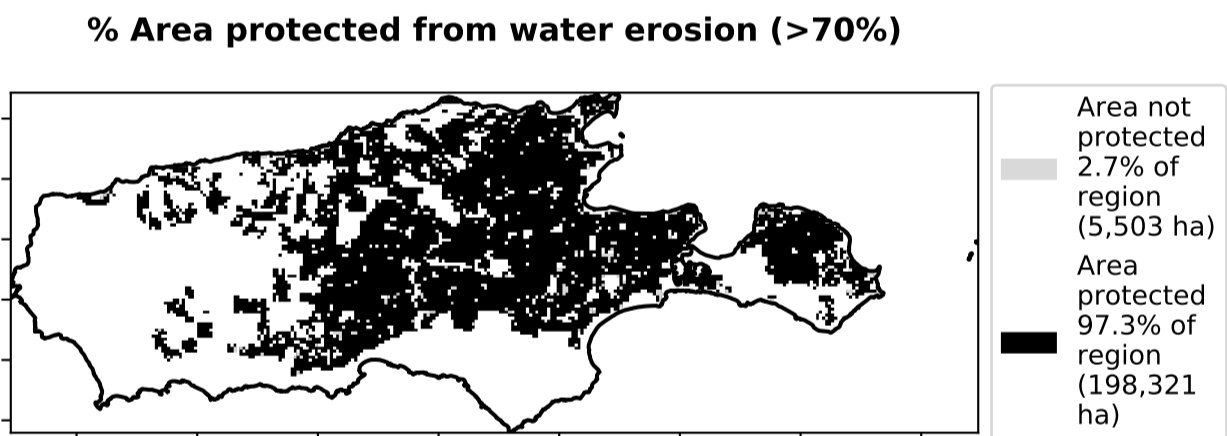 % Area protected from water erosion (>70%)
Area not
protected
2.7% of
region
(5,503 ha)
Area
protected
97.3% of
region
(198,321
ha)